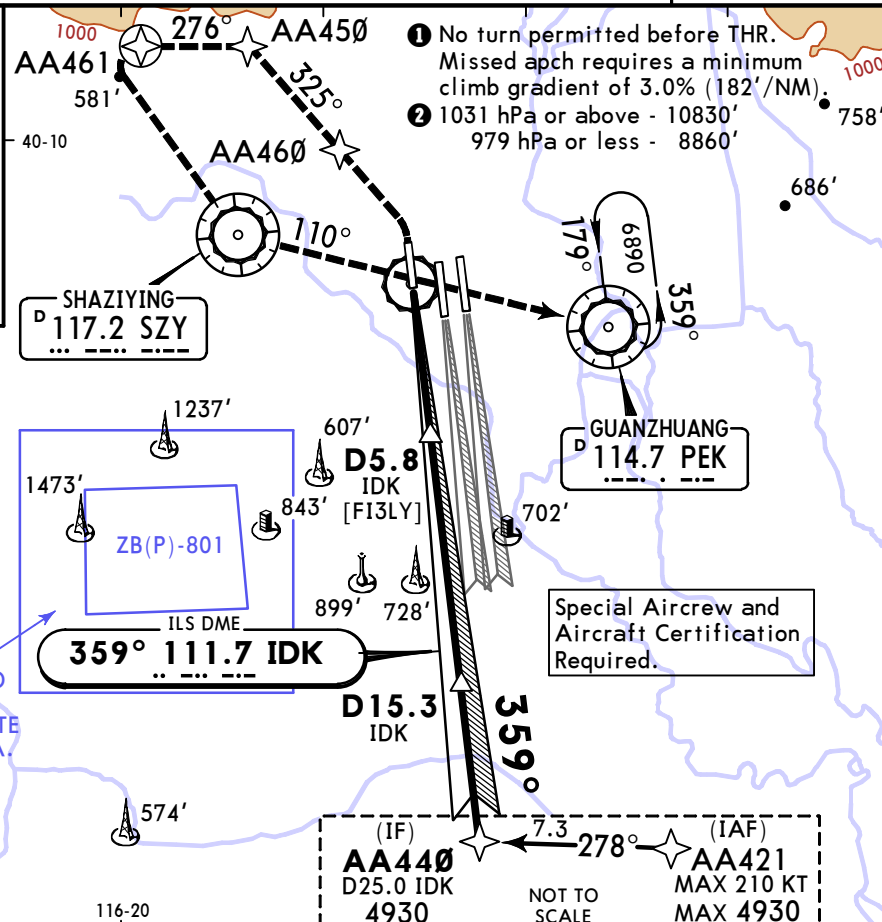 1000
276°
AA450
AA461
581'
325°
❶ No turn permitted before THR.
Missed apch requires a minimum
climb gradient of 3.0% (182'/NM).
❷ 1031 hPa or above - 10830'
979 hPa or less - 8860'
1000
758'
40-10
AA460
686'
110°
179°
6890
359°
SHAZIYING
D 117.2 SZY
GUANZHUANG
D 114.7 PEK
1237'
607'
D5.8
IDK
[FI3LY]
1473'
843'
702'
ZB(P)-801
899'
728'
ILS DME
359° 111.7 IDK
Special Aircrew and
Aircraft Certification
Required.
TE
A.
D15.3
IDK
359°
574'
(IF)
AA440
D25.0 IDK
4930
7.3
278°
(IAF)
AA421
MAX 210 KT
MAX 4930
NOT TO
SCALE
116-20